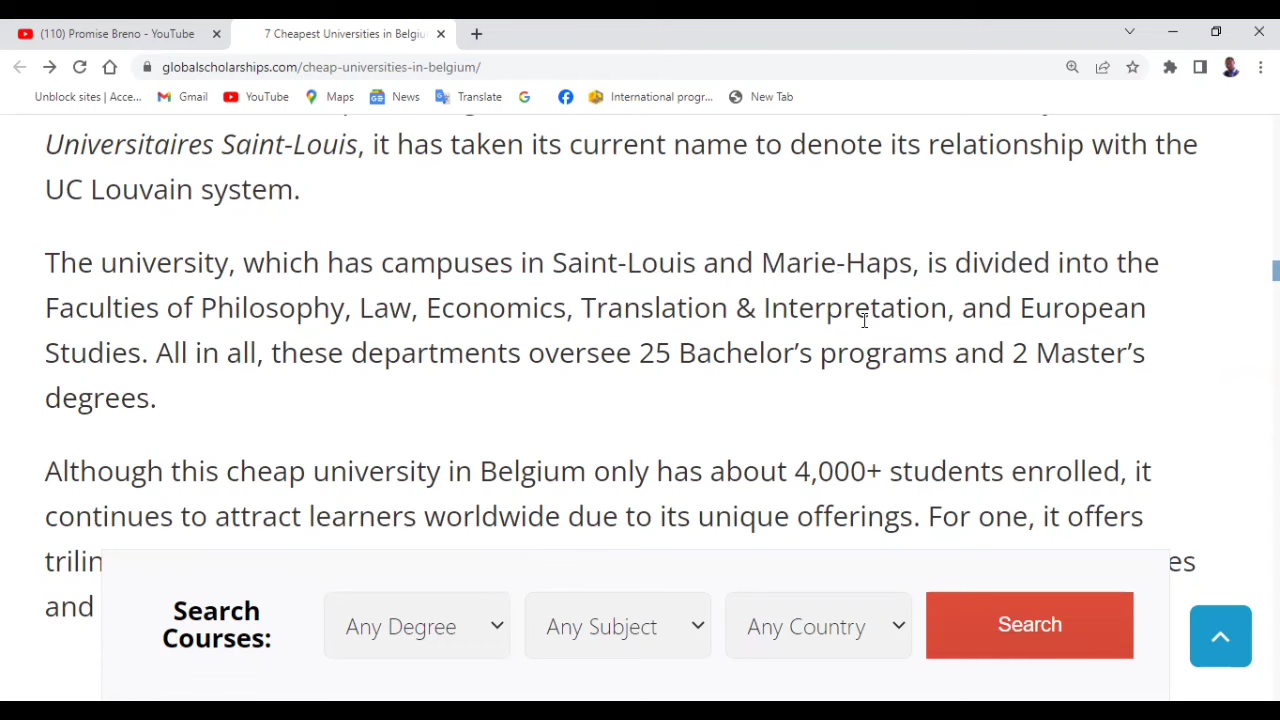 (110) Promise Breno - YouTube
7 Cheapest Universities in Belgiu
globalscholarships.com/cheap-universities-in-belgium/
Unblock sites | Acce...
Gmail
YouTube
Maps
News
Translate
International progr...
New Tab
Universitaires Saint-Louis, it has taken its current name to denote its relationship with the
UC Louvain system.
The university, which has campuses in Saint-Louis and Marie-Haps, is divided into the
Faculties of Philosophy, Law, Economics, Translation & Interpretation, and European
Studies. All in all, these departments oversee 25 Bachelor’s programs and 2 Master’s
degrees.
Although this cheap university in Belgium only has about 4,000+ students enrolled, it
continues to attract learners worldwide due to its unique offerings. For one, it offers
trilin
es
and
Search
Courses:
Any Degree
Any Subject
Any Country
Search